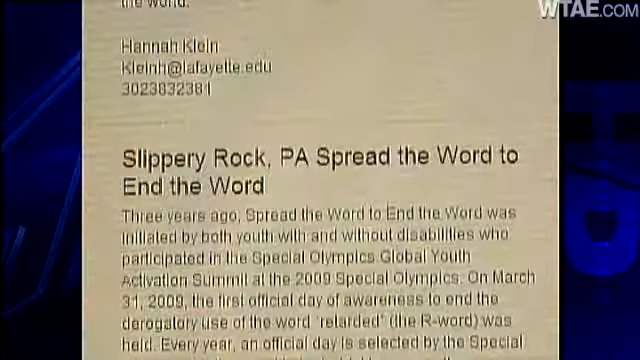 WTAE.COM
the world.
Hannah Klein
Kleinh@lafayette.edu
3023832381
Slippery Rock, PA Spread the Word to
End the Word
Three years ago, Spread the Word to End the Word was
initiated by both youth with and without disabilities who
participated in the Special Olympics Global Youth
Activation Summit at the 2009 Special Olympics. On March
31, 2009, the first official day of awareness to end the
derogatory use of the word "retarded" (the R-word) was
held. Every year, an official day is selected by the Special